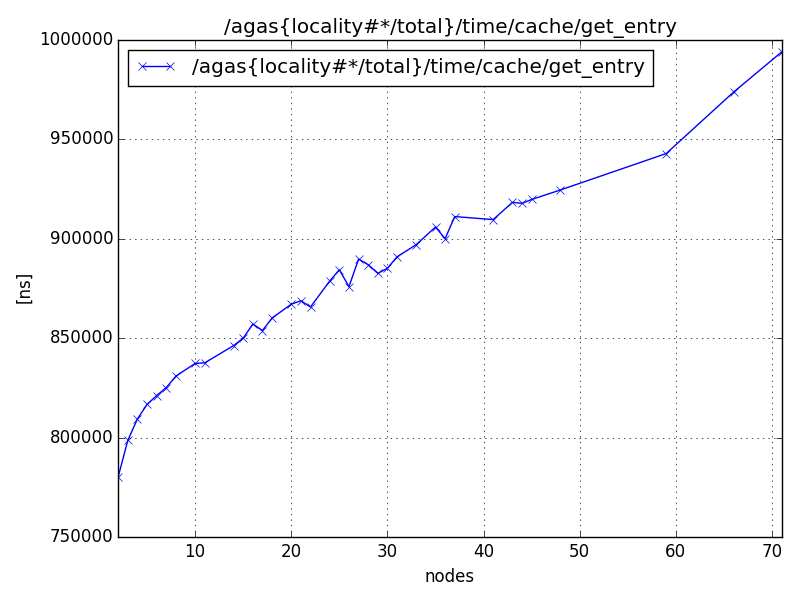 /agas{locality#*/total}/time/cache/get_entry
/agas{locality#*/total}/time/cache/get_entry
1000000
950000
900000
850000
800000
750000
[ns]
10 20 30 40 50 60 70
nodes